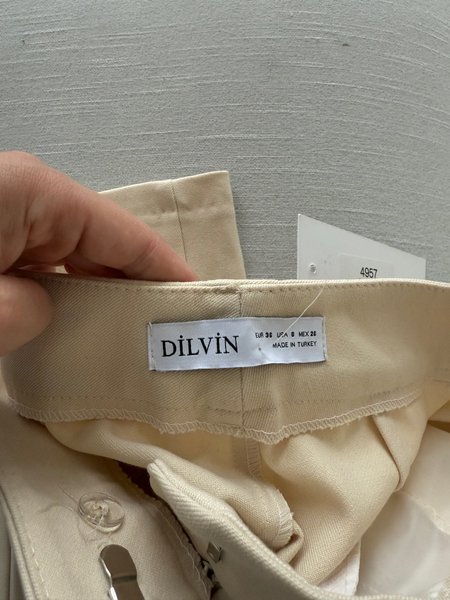 4957
DİLVİN
EUR 36 USA 6 MEX 26
MADE IN TURKEY